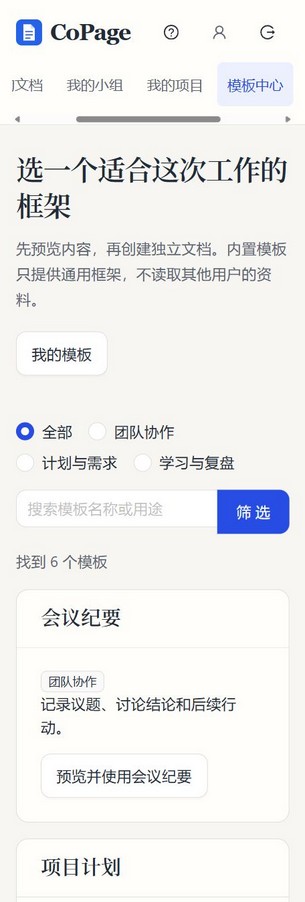 CoPage
的文档 我的小组 我的项目 模板中心
选一个适合这次工作的
框架
先预览内容，再创建独立文档。内置模板
只提供通用框架，不读取其他用户的资
料。
我的模板
全部 团队协作
计划与需求 学习与复盘
搜索模板名称或用途 筛 选
找到 6 个模板
会议纪要
团队协作
记录议题、讨论结论和后续行
动。
预览并使用会议纪要
项目计划